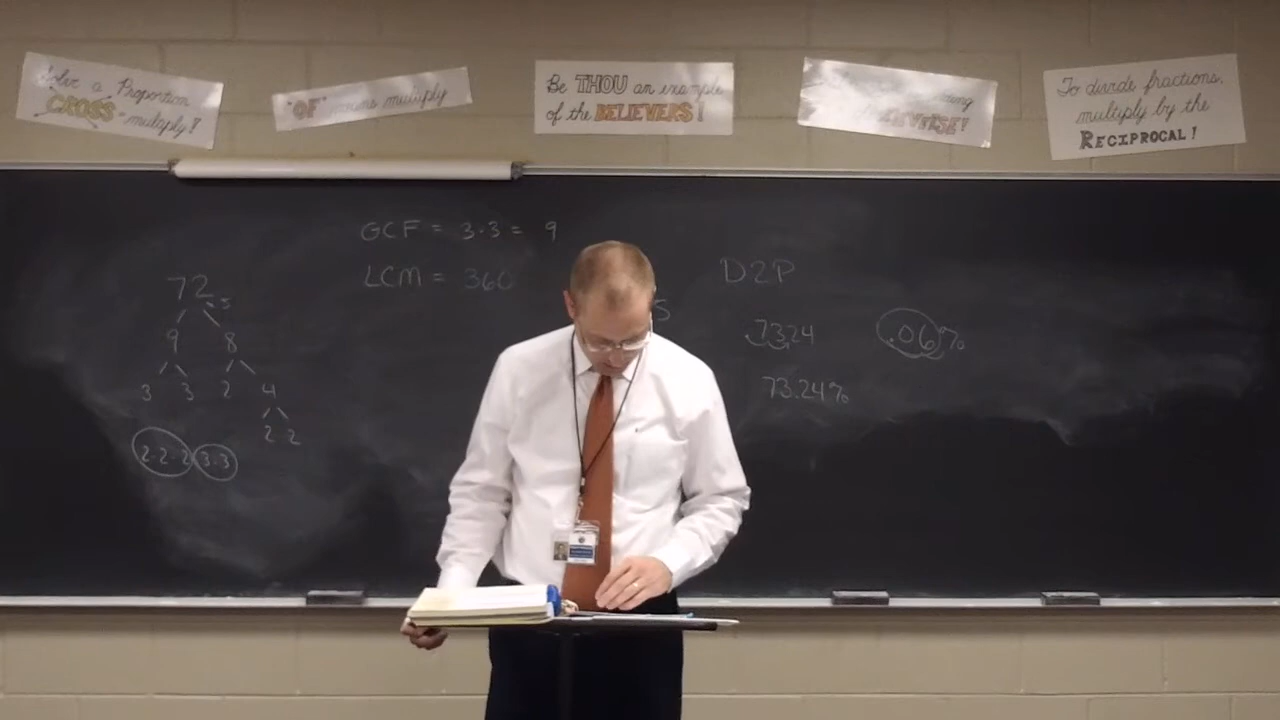 Solve a Proportion
"CROSS"-multiply!
"OF" means multiply
Be THOU an example
of the BELIEVERS!
To divide fractions,
multiply by the
RECIPROCAL!
GCF = 3·3 = 9
LCM = 360
72
5
9 8
3 3 2 4
2 2
2·2·2 3·3
S
D2P
.7324
73.24%
.06%